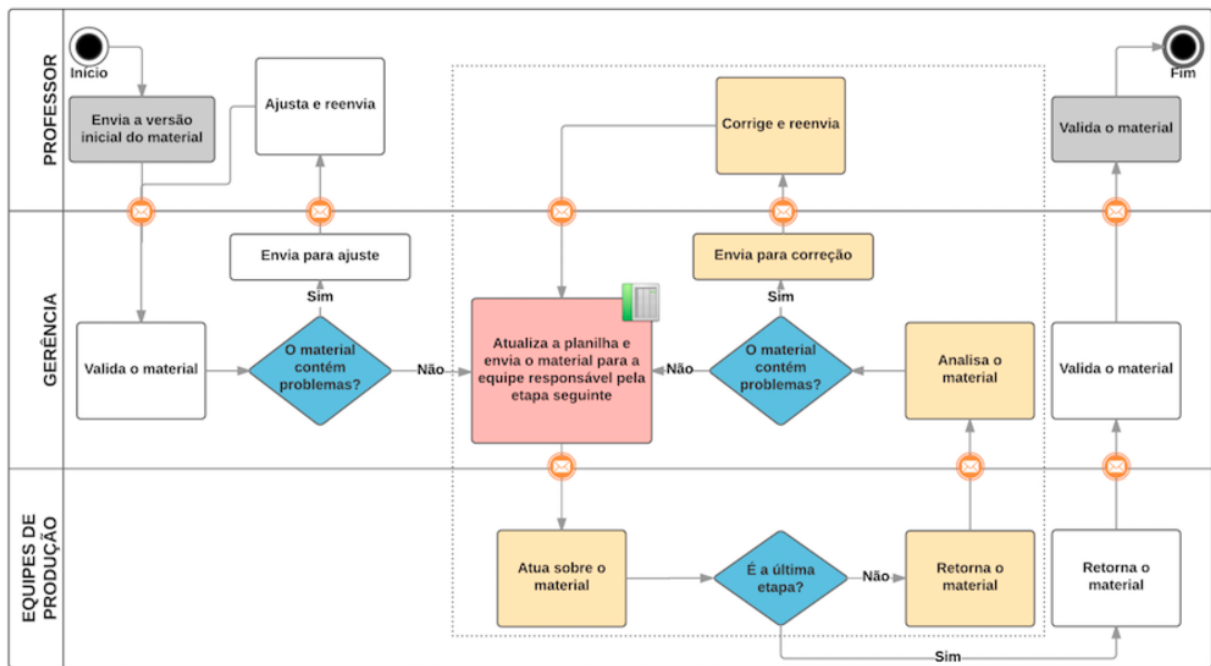 PROFESSOR
Início
Envia a versão
inicial do material
Ajusta e reenvia
Corrige e reenvia
Valida o material
Fim
GERÊNCIA
Valida o material
Envia para ajuste
Sim
O material
contém
problemas?
Não
Atualiza a planilha e
envia o material para a
equipe responsável pela
etapa seguinte
Envia para correção
Sim
O material
contém
problemas?
Não
Analisa o
material
Valida o material
EQUIPES DE
PRODUÇÃO
Atua sobre o
material
É a última
etapa?
Não
Retorna o
material
Retorna o
material
Sim